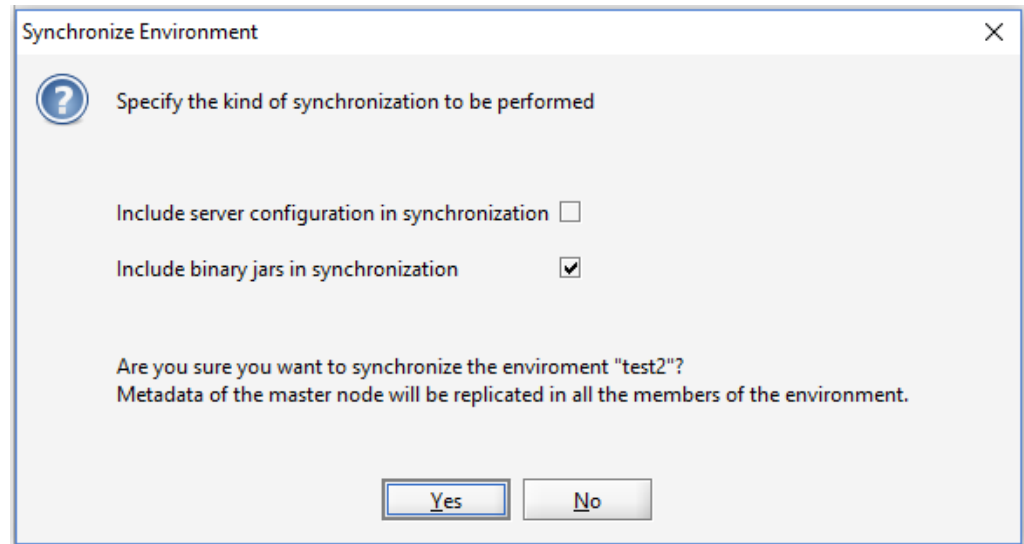 Synchronize Environment
Specify the kind of synchronization to be performed
Include server configuration in synchronization
Include binary jars in synchronization
Are you sure you want to synchronize the enviroment "test2"?
Metadata of the master node will be replicated in all the members of the environment.
Yes No